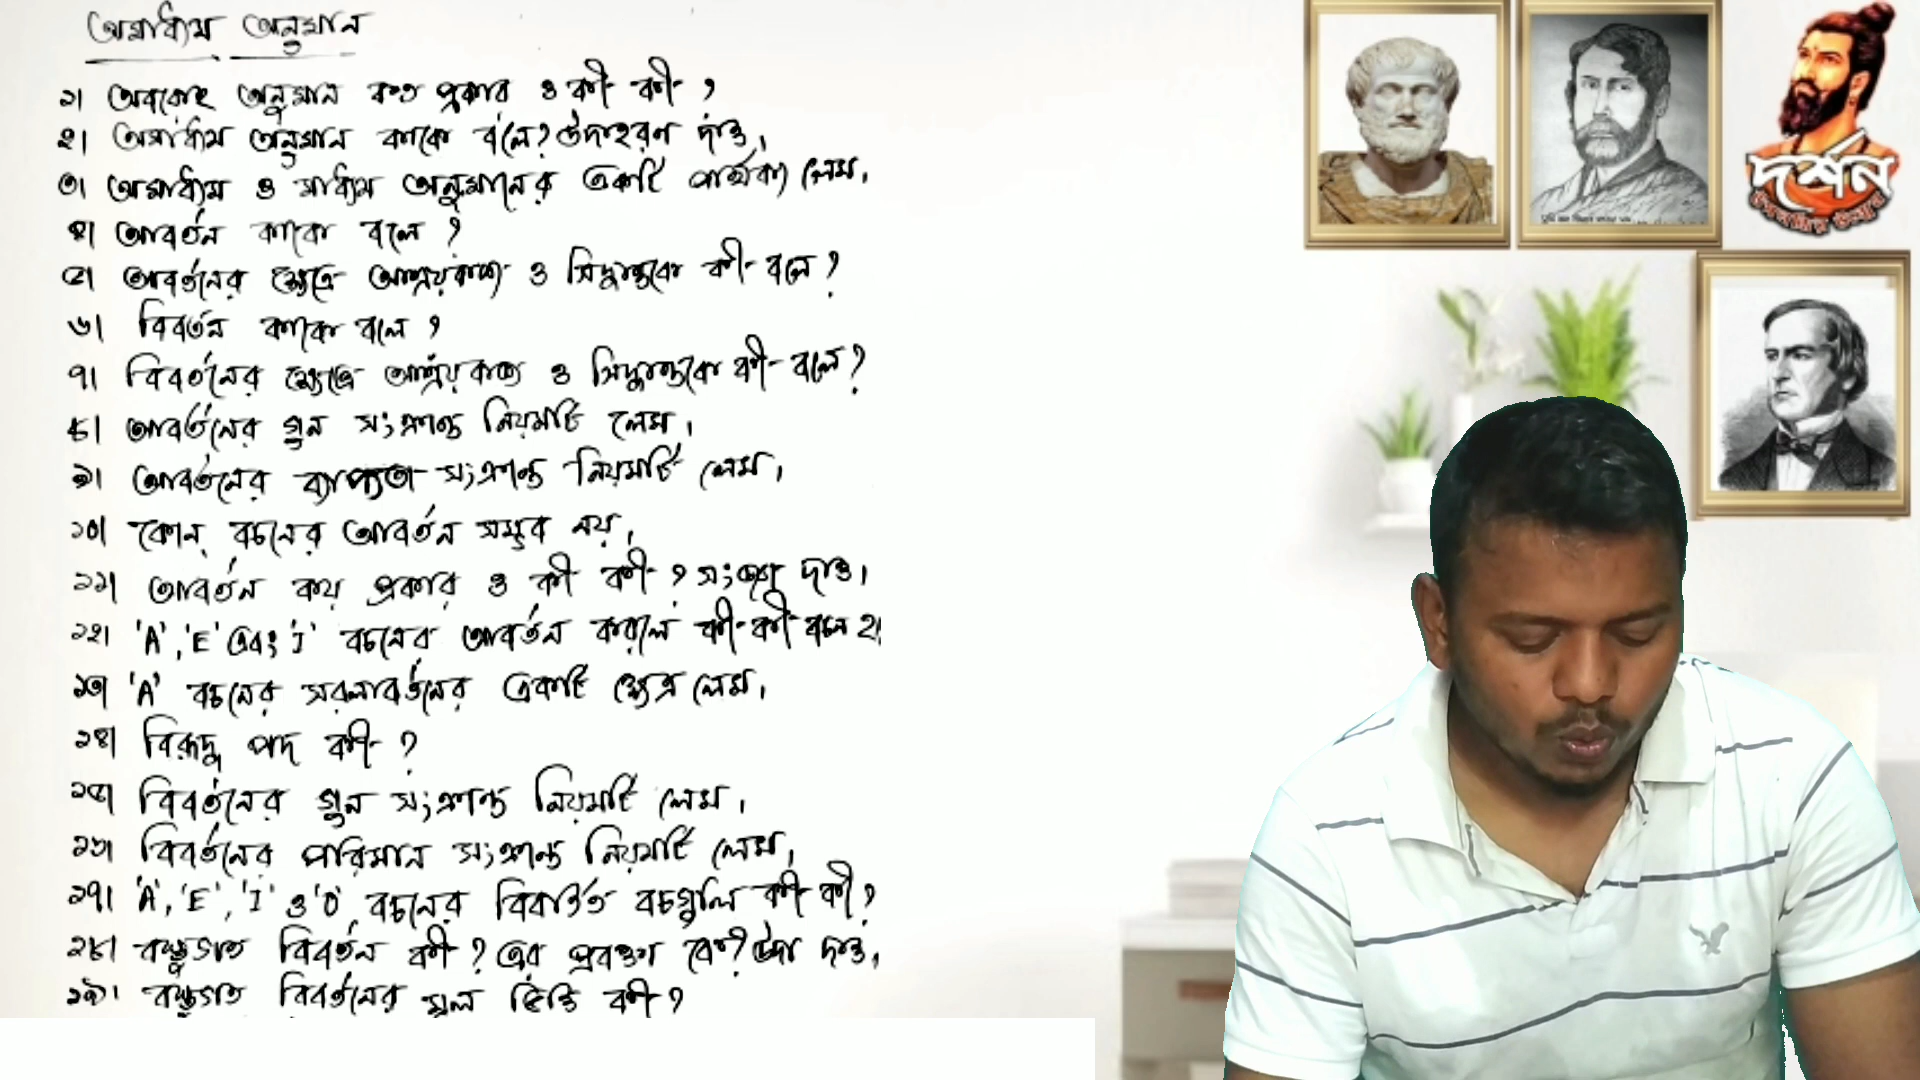 অমাধ্যম অনুমান
১। অবরোহ অনুমান কত প্রকার ও কী কী ?
২। অমাধ্যম অনুমান কাকে বলে? উদাহরণ দাও।
৩। অমাধ্যম ও মাধ্যম অনুমানের একটি পার্থক্য লেখ।
৪। আবর্তন কাকে বলে ?
৫। আবর্তনের ক্ষেত্রে আশ্রয়বাক্য ও সিদ্ধান্তকে কী বলে ?
৬। বিবর্তন কাকে বলে ?
৭। বিবর্তনের ক্ষেত্রে আশ্রয়বাক্য ও সিদ্ধান্তকে কী বলে?
৮। আবর্তনের গুন সংক্রান্ত নিয়মটি লেখ।
৯। আবর্তনের ব্যাপ্যতা সংক্রান্ত নিয়মটি লেখ।
১০। কোন্ বচনের আবর্তন সম্ভব নয়।
১১। আবর্তন কয় প্রকার ও কী কী ? সংজ্ঞা দাও।
১২। 'A', 'E' এবং 'I' বচনের আবর্তন করলে কী কী বচন হ
১৩। 'A' বচনের সরলাবর্তনের একটি ক্ষেত্র লেখ।
১৪। বিরুদ্ধ পদ কী ?
১৫। বিবর্তনের গুন সংক্রান্ত নিয়মটি লেখ।
১৬। বিবর্তনের পরিমান সংক্রান্ত নিয়মটি লেখ।
১৭। 'A', 'E', 'I' ও 'O' বচনের বিবর্তিত বচগুলি কী কী ?
১৮। বস্তুগত বিবর্তন কী ? এর প্রবক্তা কে? উদা দাও।
১৯। বস্তুগত বিবর্তনের মূল ভিত্তি কী ?
দর্শন